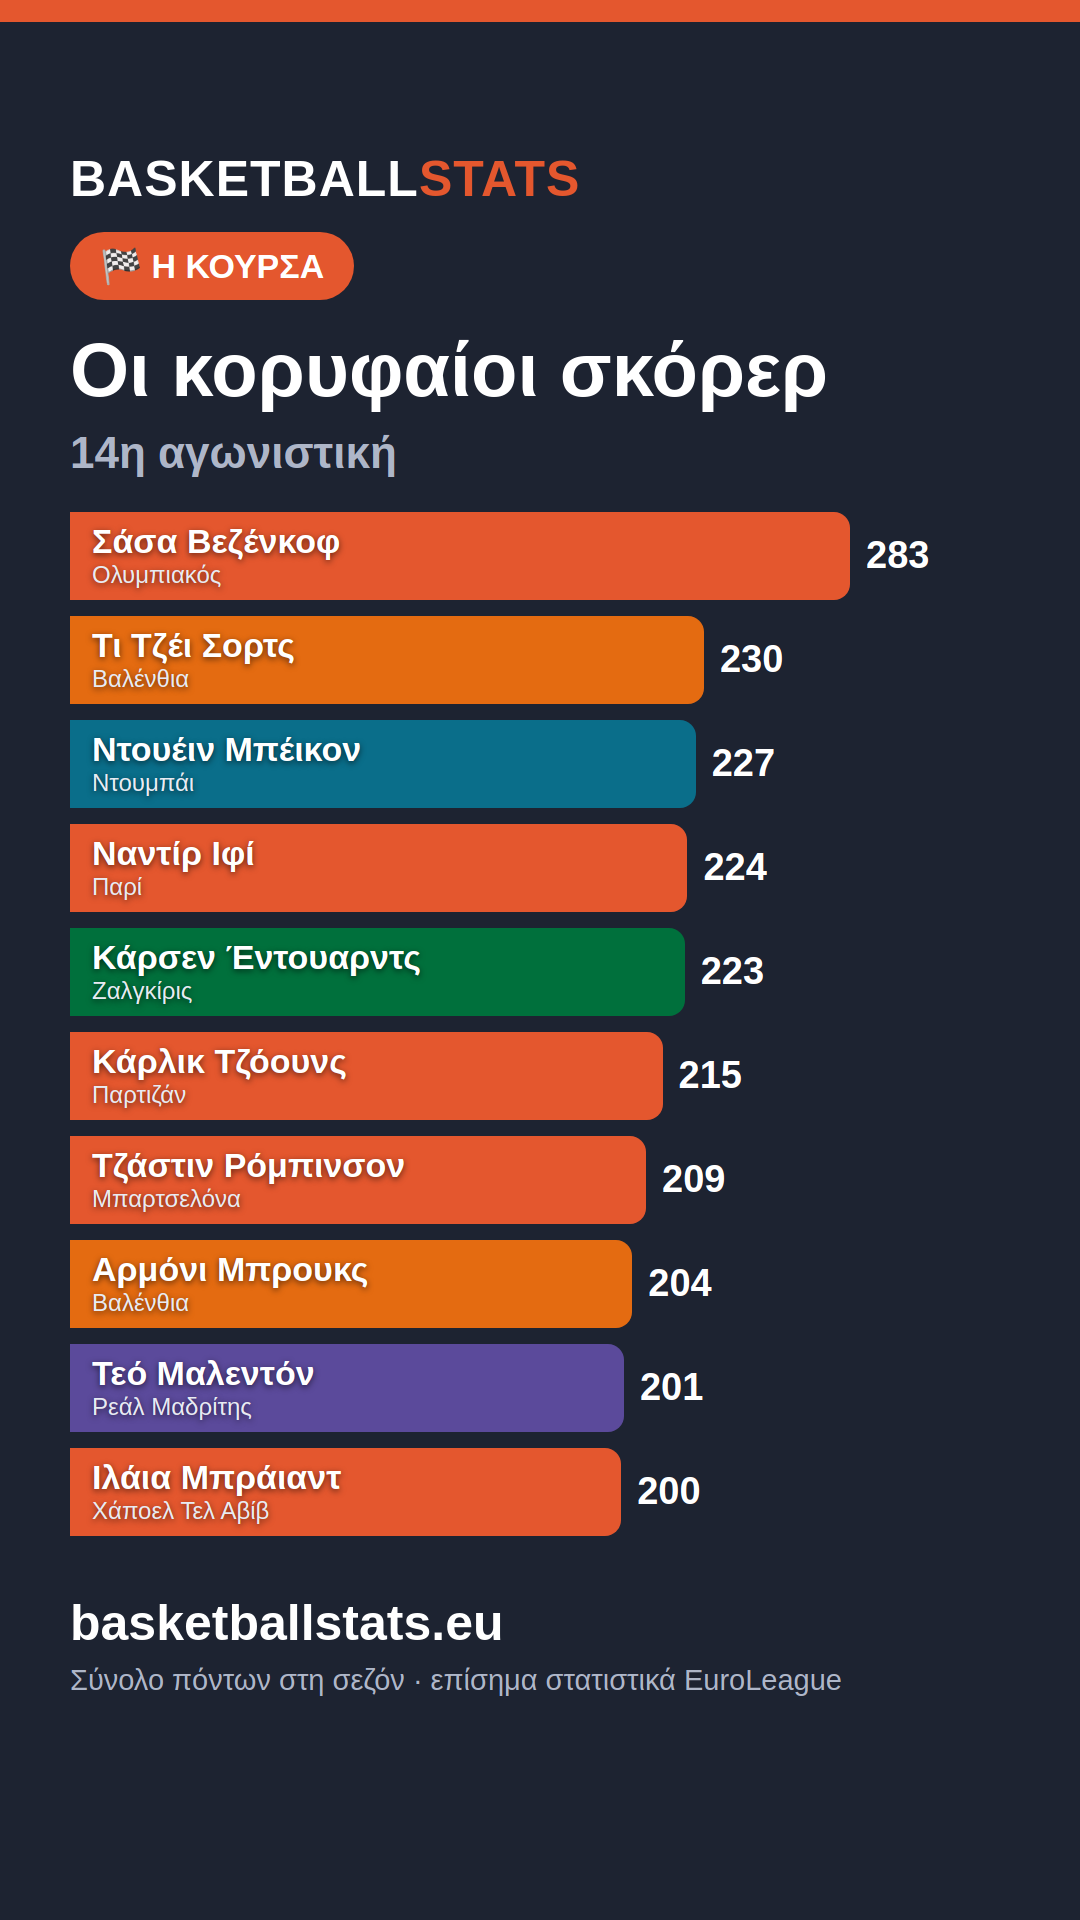 BASKETBALLSTATS
🏁 Η ΚΟΥΡΣΑ
Οι κορυφαίοι σκόρερ
14η αγωνιστική
Σάσα Βεζένκοφ
Ολυμπιακός
283
Τι Τζέι Σορτς
Βαλένθια
230
Ντουέιν Μπέικον
Ντουμπάι
227
Ναντίρ Ιφί
Παρί
224
Κάρσεν Έντουαρντς
Ζαλγκίρις
223
Κάρλικ Τζόουνς
Παρτιζάν
215
Τζάστιν Ρόμπινσον
Μπαρτσελόνα
209
Αρμόνι Μπρουκς
Βαλένθια
204
Τεό Μαλεντόν
Ρεάλ Μαδρίτης
201
Ιλάια Μπράιαντ
Χάποελ Τελ Αβίβ
200
basketballstats.eu
Σύνολο πόντων στη σεζόν · επίσημα στατιστικά EuroLeague